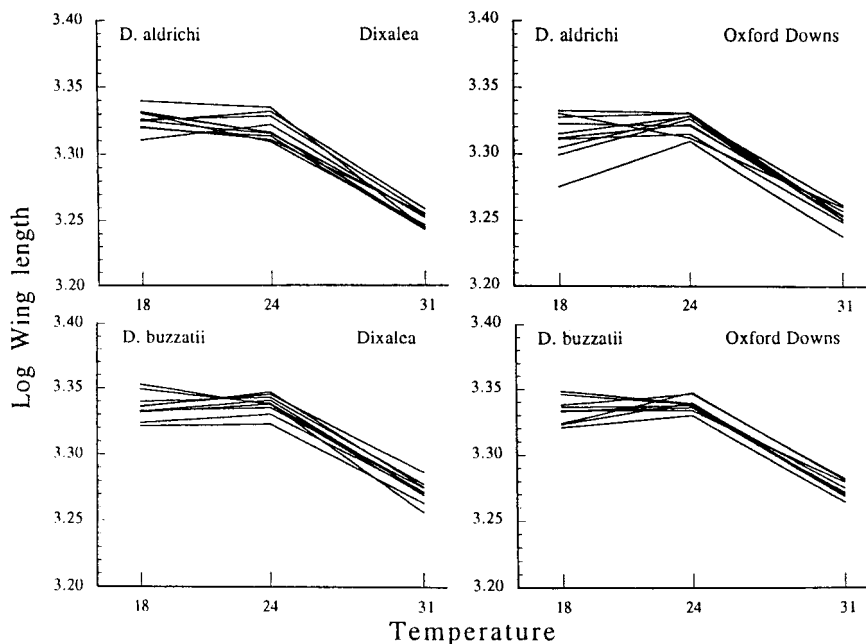 3.40
D. aldrichi Dixalea
3.35
3.30
3.25
3.20
18 24 31
3.40
D. aldrichi Oxford Downs
3.35
3.30
3.25
3.20
18 24 31
3.40
D. buzzatii Dixalea
3.35
3.30
3.25
3.20
18 24 31
3.40
D. buzzatii Oxford Downs
3.35
3.30
3.25
3.20
18 24 31
Log Wing length
Temperature